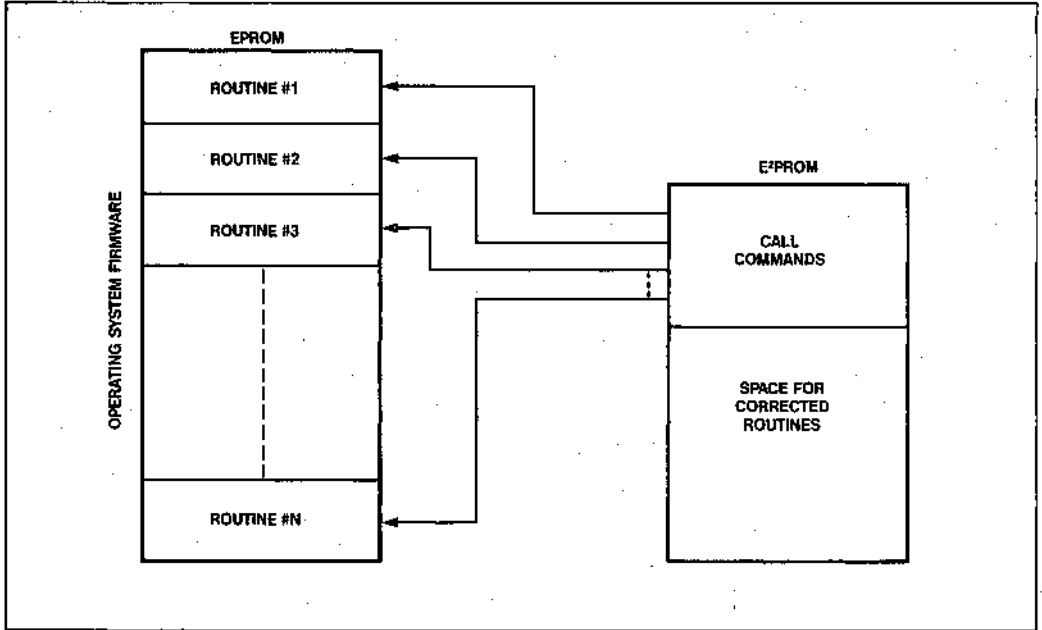 EPROM
ROUTINE #1
ROUTINE #2
ROUTINE #3
ROUTINE #N
OPERATING SYSTEM FIRMWARE
E²PROM
CALL
COMMANDS
SPACE FOR
CORRECTED
ROUTINES